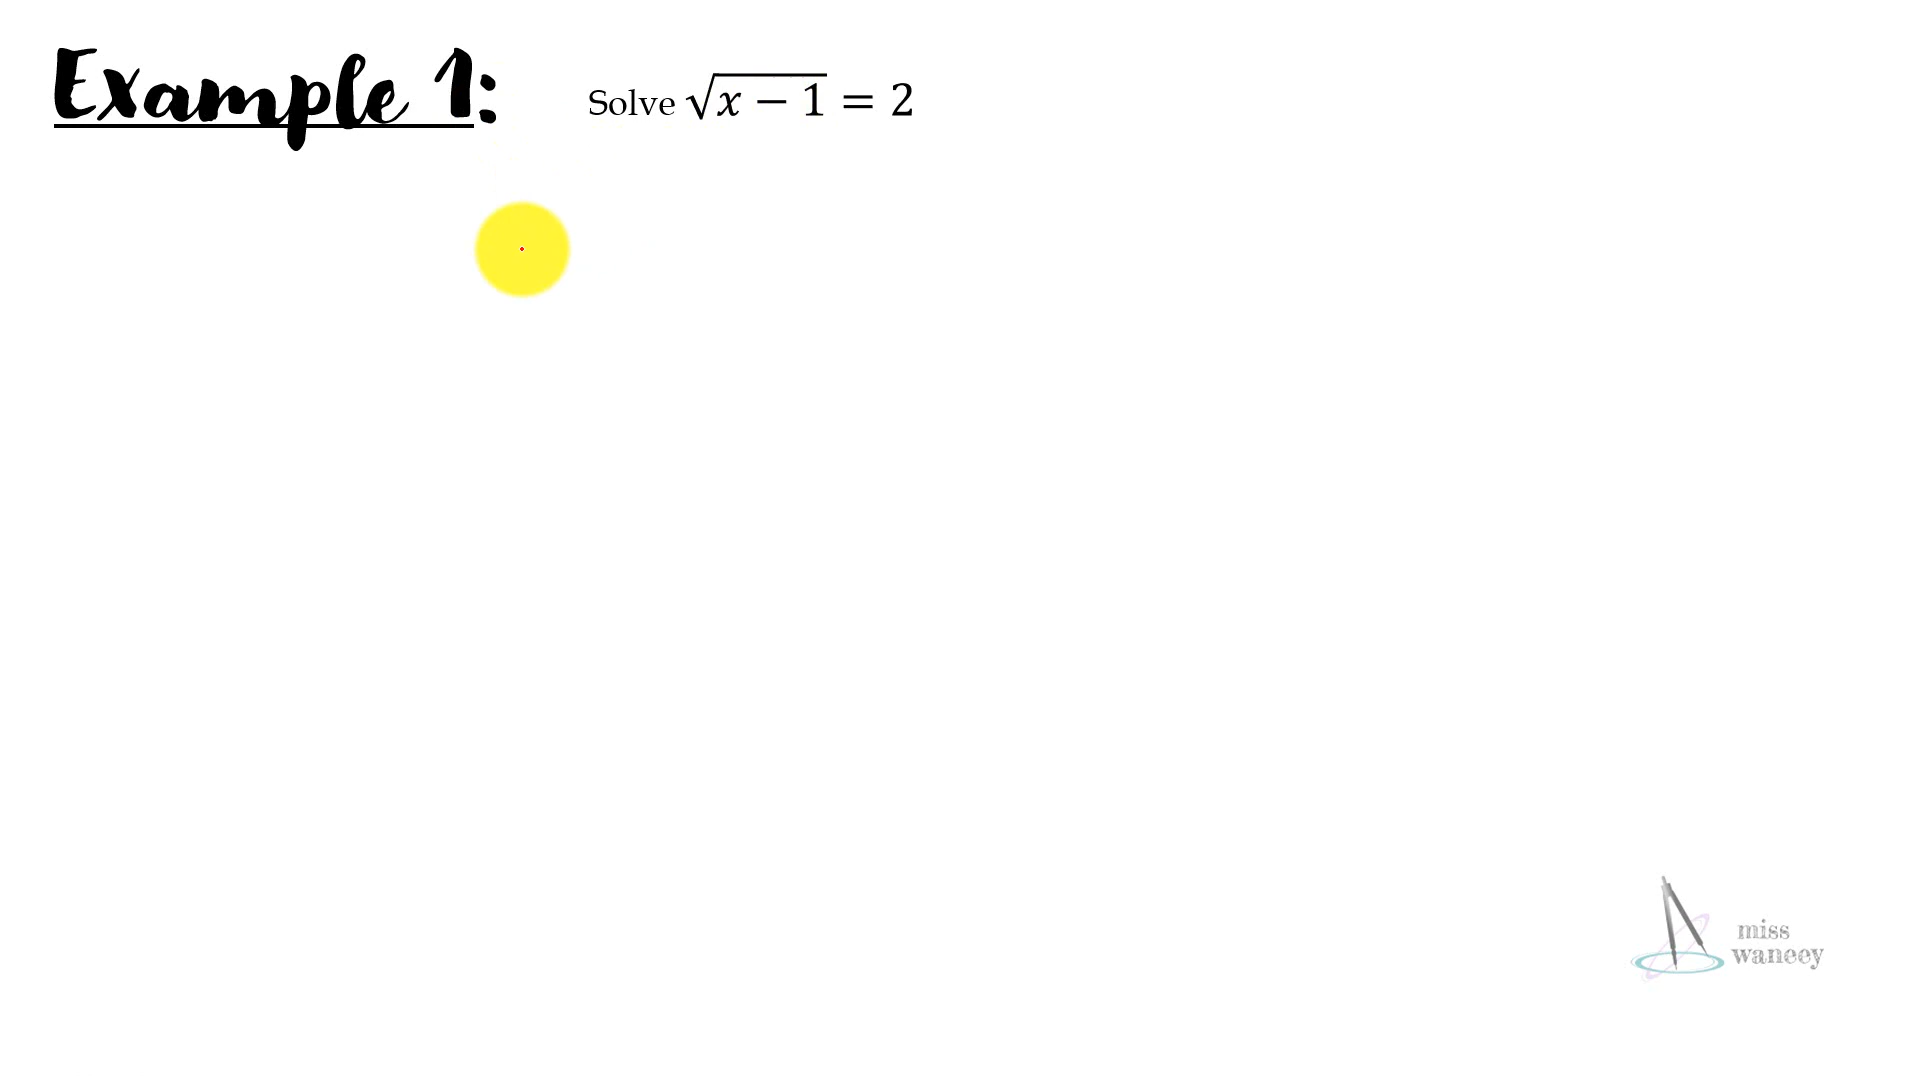 Example 1: Solve √x − 1 = 2
miss
waneey